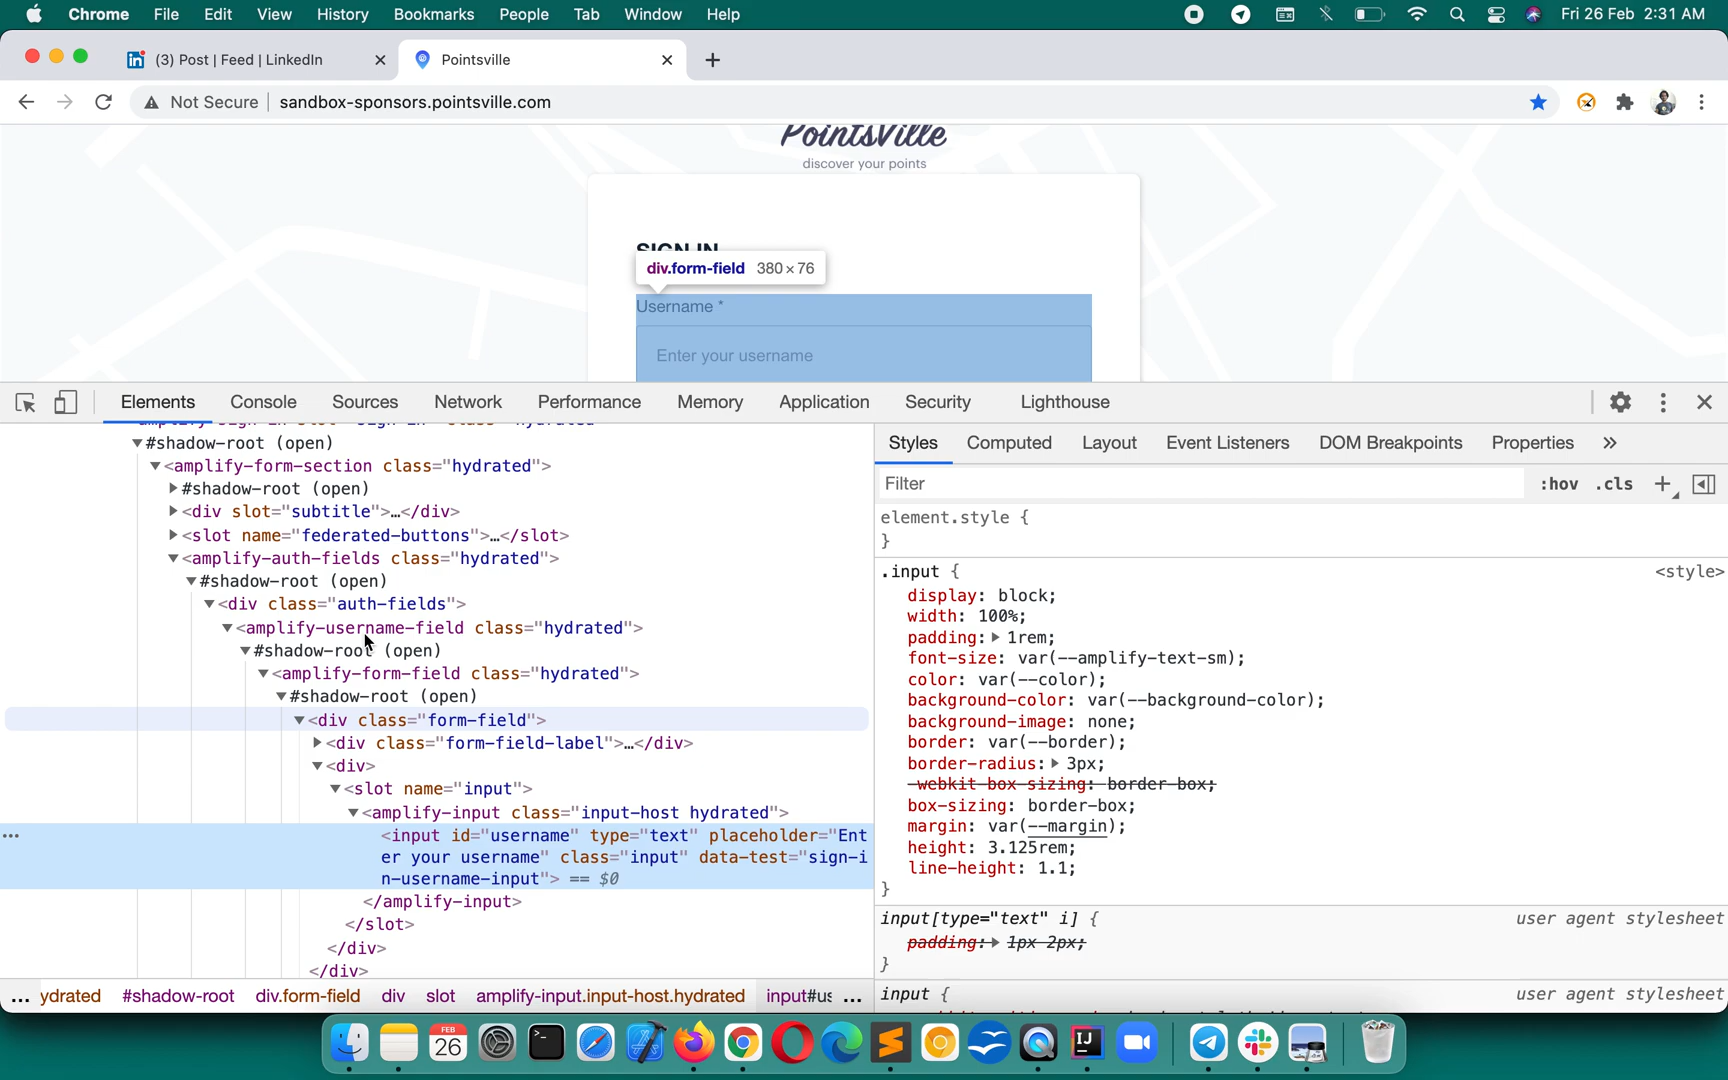 Chrome File Edit View History Bookmarks People Tab Window Help Fri 26 Feb 2:31 AM
(3) Post | Feed | LinkedIn Pointsville
Not Secure sandbox-sponsors.pointsville.com
PointsVille
discover your points
SIGN IN
div.form-field 380 × 76
Username *
Enter your username
Elements Console Sources Network Performance Memory Application Security Lighthouse
#shadow-root (open)
<amplify-form-section class="hydrated">
#shadow-root (open)
<div slot="subtitle">…</div>
<slot name="federated-buttons">…</slot>
<amplify-auth-fields class="hydrated">
#shadow-root (open)
<div class="auth-fields">
<amplify-username-field class="hydrated">
#shadow-root (open)
<amplify-form-field class="hydrated">
#shadow-root (open)
<div class="form-field">
<div class="form-field-label">…</div>
<div>
<slot name="input">
<amplify-input class="input-host hydrated">
<input id="username" type="text" placeholder="Ent
er your username" class="input" data-test="sign-i
n-username-input"> == $0
</amplify-input>
</slot>
</div>
</div>
... ydrated #shadow-root div.form-field div slot amplify-input.input-host.hydrated input#us ...
Styles Computed Layout Event Listeners DOM Breakpoints Properties »
Filter :hov .cls
element.style {
}
.input { <style>
display: block;
width: 100%;
padding: 1rem;
font-size: var(--amplify-text-sm);
color: var(--color);
background-color: var(--background-color);
background-image: none;
border: var(--border);
border-radius: 3px;
-webkit-box-sizing: border-box;
box-sizing: border-box;
margin: var(--margin);
height: 3.125rem;
line-height: 1.1;
}
input[type="text" i] { user agent stylesheet
padding: 1px 2px;
}
input { user agent stylesheet
FEB
26
IJ